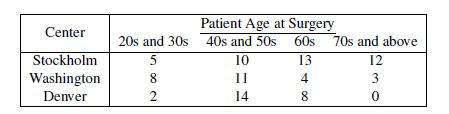 Center Patient Age at Surgery
20s and 30s 40s and 50s 60s 70s and above
Stockholm 5 10 13 12
Washington 8 11 4 3
Denver 2 14 8 0